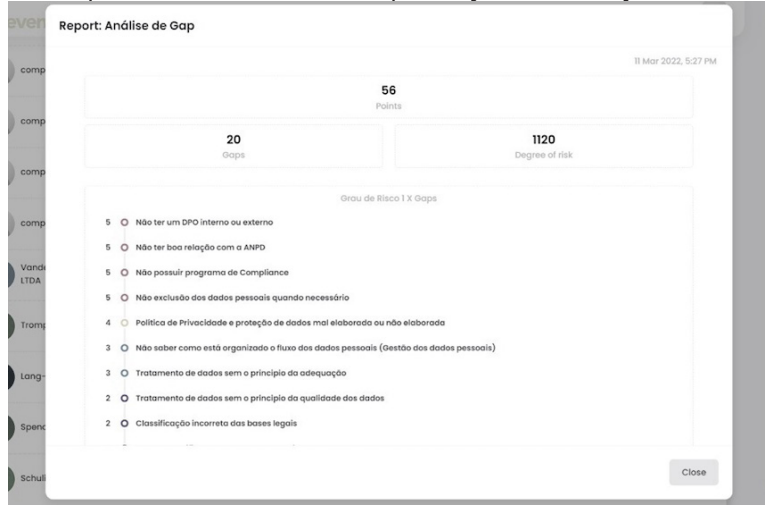 Report: Análise de Gap
11 Mar 2022, 5:27 PM
56
Points
20
Gaps
1120
Degree of risk
Grau de Risco 1 X Gaps
5 Não ter um DPO interno ou externo
5 Não ter boa relação com a ANPD
5 Não possuir programa de Compliance
5 Não exclusão dos dados pessoais quando necessário
4 Política de Privacidade e proteção de dados mal elaborada ou não elaborada
3 Não saber como está organizado o fluxo dos dados pessoais (Gestão dos dados pessoais)
3 Tratamento de dados sem o princípio da adequação
2 Tratamento de dados sem o princípio da qualidade dos dados
2 Classificação incorreta das bases legais
Close
even
comp
comp
comp
comp
Vande
LTDA
Tromp
Lang-
Spenc
Schuli